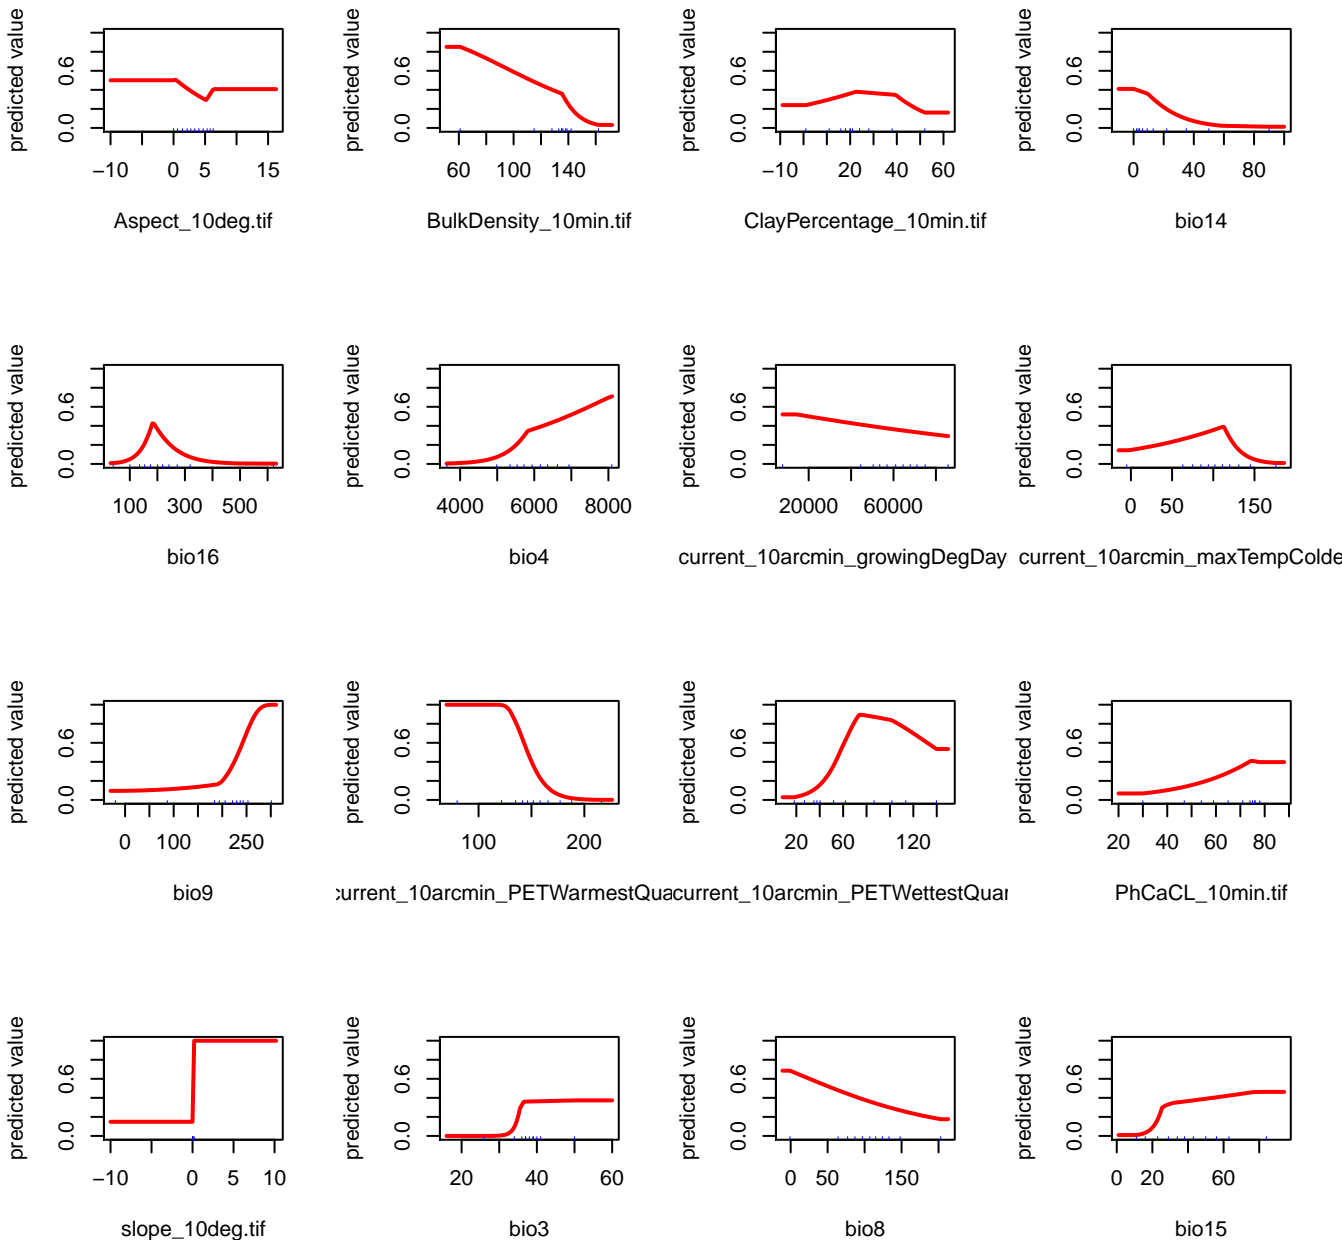 predicted value
0.0 0.6
−10 0 5 15
Aspect_10deg.tif
predicted value
0.0 0.6
60 100 140
BulkDensity_10min.tif
predicted value
0.0 0.6
−10 20 40 60
ClayPercentage_10min.tif
predicted value
0.0 0.6
0 40 80
bio14
predicted value
0.0 0.6
100 300 500
bio16
predicted value
0.0 0.6
4000 6000 8000
bio4
predicted value
0.0 0.6
20000 60000
current_10arcmin_growingDegDay
predicted value
0.0 0.6
0 50 150
current_10arcmin_maxTempColde
predicted value
0.0 0.6
0 100 250
bio9
predicted value
0.0 0.6
100 200
current_10arcmin_PETWarmestQua
predicted value
0.0 0.6
20 60 120
current_10arcmin_PETWettestQuar
predicted value
0.0 0.6
20 40 60 80
PhCaCL_10min.tif
predicted value
0.0 0.6
−10 0 5 10
slope_10deg.tif
predicted value
0.0 0.6
20 40 60
bio3
predicted value
0.0 0.6
0 50 150
bio8
predicted value
0.0 0.6
0 20 60
bio15